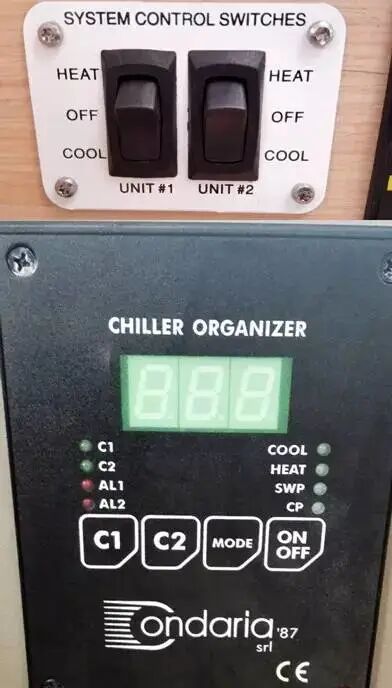 SYSTEM CONTROL SWITCHES
HEAT HEAT
OFF OFF
COOL COOL
UNIT #1 UNIT #2
CHILLER ORGANIZER
888
C1 COOL
C2 HEAT
AL1 SWP
AL2 CP
C1 C2 MODE ON OFF
Condaria '87
srl
CE